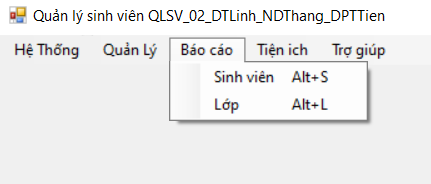 Quản lý sinh viên QLSV_02_DTLinh_NDThang_DPTTien
Hệ Thống Quản Lý Báo cáo Tiện ich Trợ giúp
Sinh viên Alt+S
Lớp Alt+L